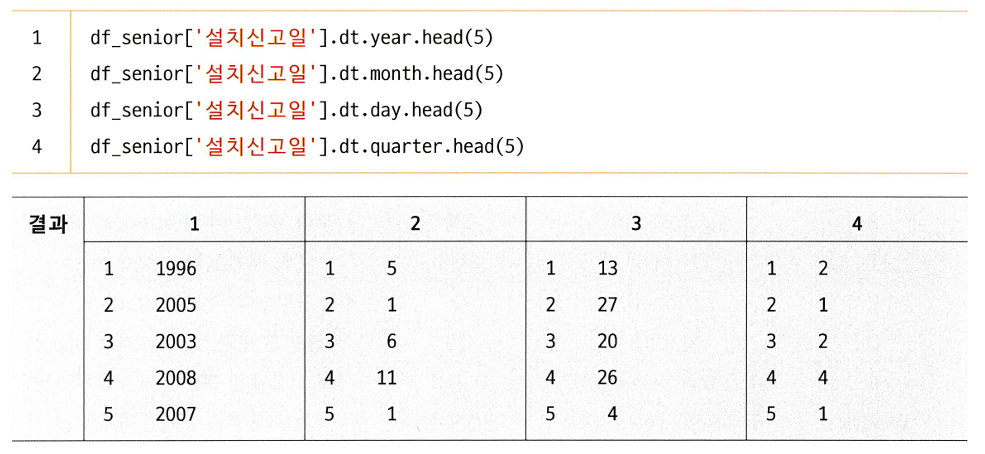 1 df_senior['설치신고일'].dt.year.head(5)
2 df_senior['설치신고일'].dt.month.head(5)
3 df_senior['설치신고일'].dt.day.head(5)
4 df_senior['설치신고일'].dt.quarter.head(5)
결과 1 2 3 4
1 1996 1 5 1 13 1 2
2 2005 2 1 2 27 2 1
3 2003 3 6 3 20 3 2
4 2008 4 11 4 26 4 4
5 2007 5 1 5 4 5 1